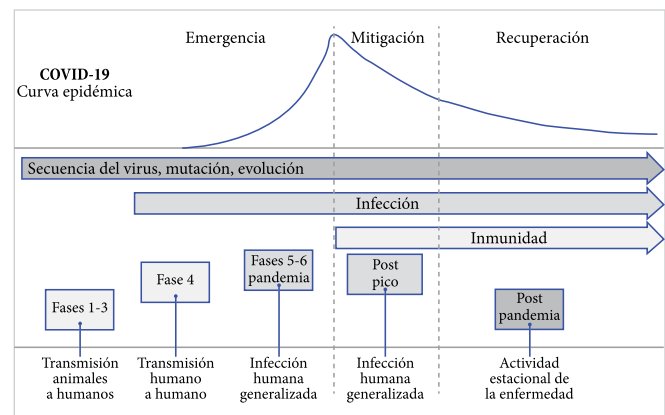 Emergencia
Mitigación
Recuperación
COVID-19
Curva epidémica
Secuencia del virus, mutación, evolución
Infección
Inmunidad
Fases 1-3
Fase 4
Fases 5-6
pandemia
Post
pico
Post
pandemia
Transmisión
animales
a humanos
Transmisión
humano
a humano
Infección
humana
generalizada
Infección
humana
generalizada
Actividad
estacional de
la enfermedad